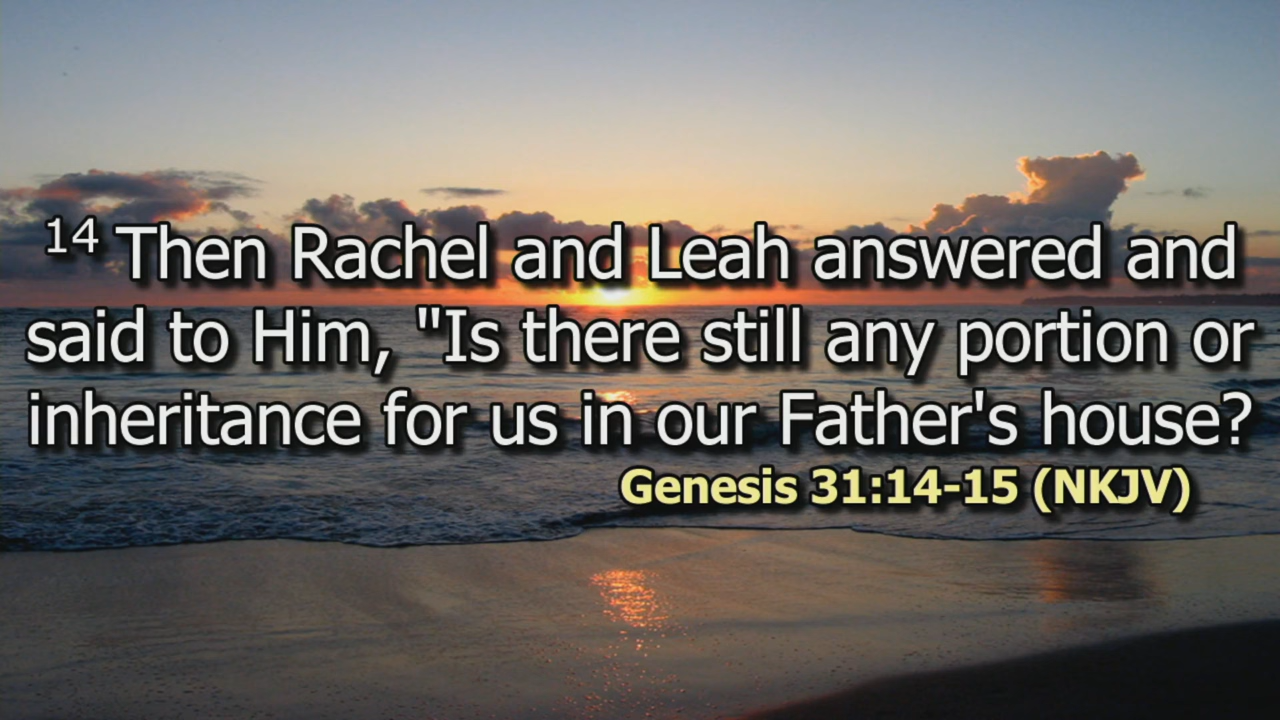 14 Then Rachel and Leah answered and
said to Him, "Is there still any portion or
inheritance for us in our Father's house?
Genesis 31:14-15 (NKJV)